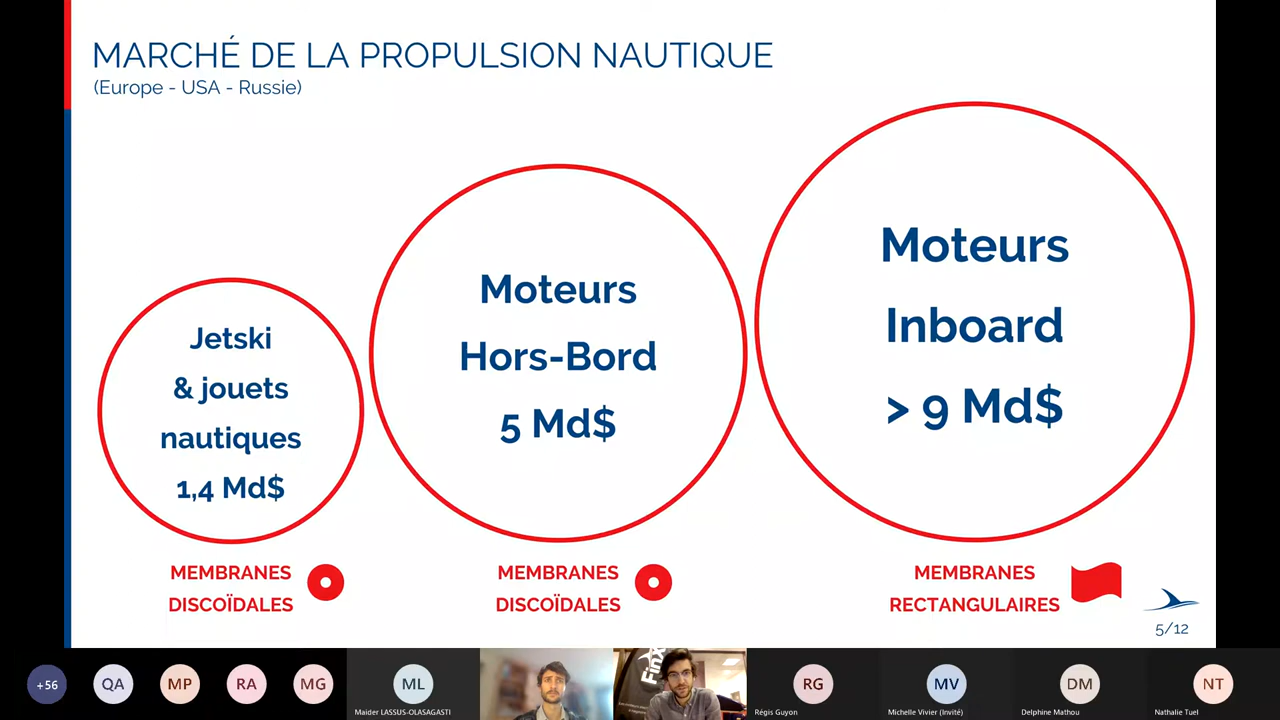 MARCHÉ DE LA PROPULSION NAUTIQUE
(Europe - USA - Russie)
Jetski
& jouets
nautiques
1,4 Md$
Moteurs
Hors-Bord
5 Md$
Moteurs
Inboard
> 9 Md$
MEMBRANES
DISCOÏDALES
MEMBRANES
DISCOÏDALES
MEMBRANES
RECTANGULAIRES
5/12
+56
QA
MP
RA
MG
ML
Maider LASSUS-OLASAGASTI
FinX
RG
Régis Guyon
MV
Michelle Vivier (Invité)
DM
Delphine Mathou
NT
Nathalie Tuel